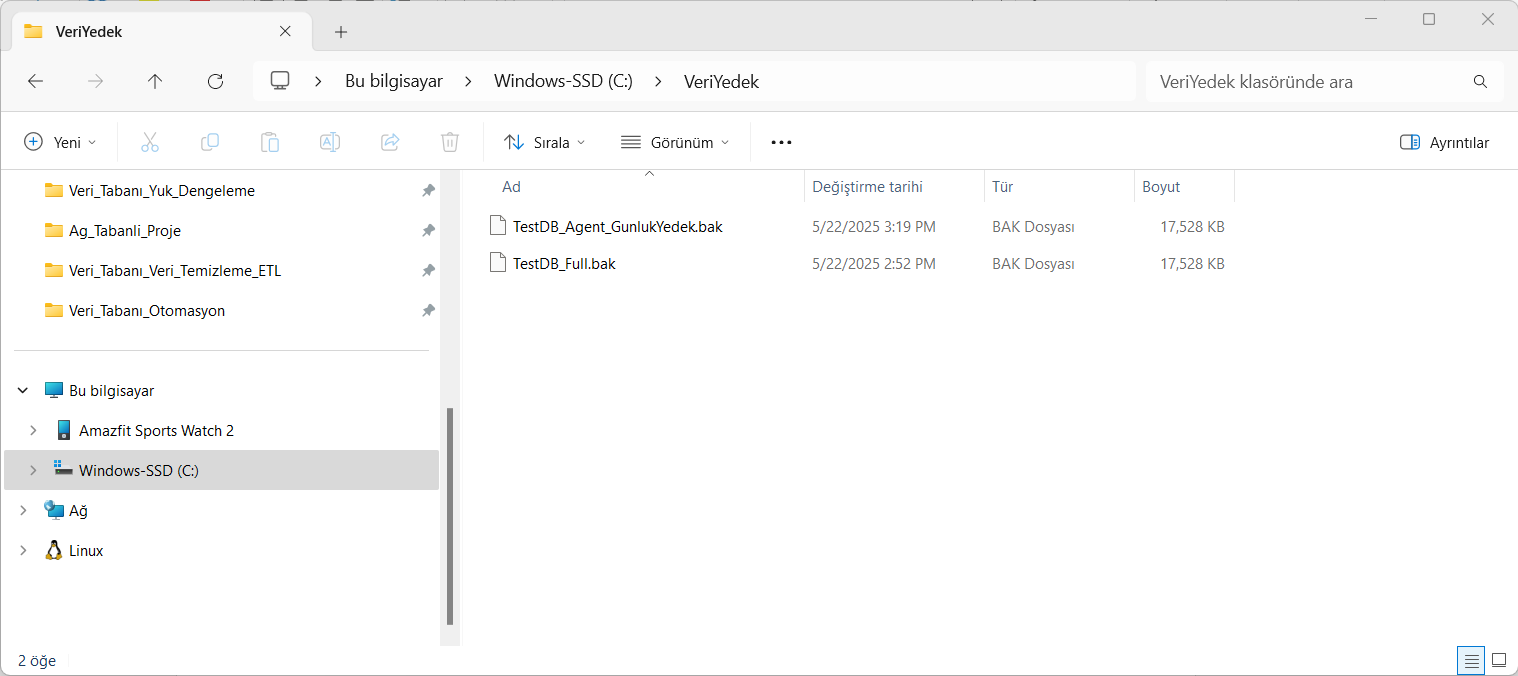 VeriYedek
Bu bilgisayar Windows-SSD (C:) VeriYedek
VeriYedek klasöründe ara
Yeni Sırala Görünüm Ayrıntılar
Veri_Tabanı_Yuk_Dengeleme
Ag_Tabanli_Proje
Veri_Tabanı_Veri_Temizleme_ETL
Veri_Tabanı_Otomasyon
Bu bilgisayar
Amazfit Sports Watch 2
Windows-SSD (C:)
Ağ
Linux
Ad Değiştirme tarihi Tür Boyut
TestDB_Agent_GunlukYedek.bak 5/22/2025 3:19 PM BAK Dosyası 17,528 KB
TestDB_Full.bak 5/22/2025 2:52 PM BAK Dosyası 17,528 KB
2 öğe